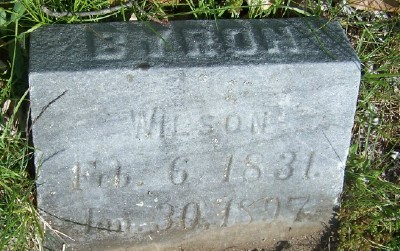 BYRON
WILSON
Feb. 6, 1831.
Jan. 30, 1897.